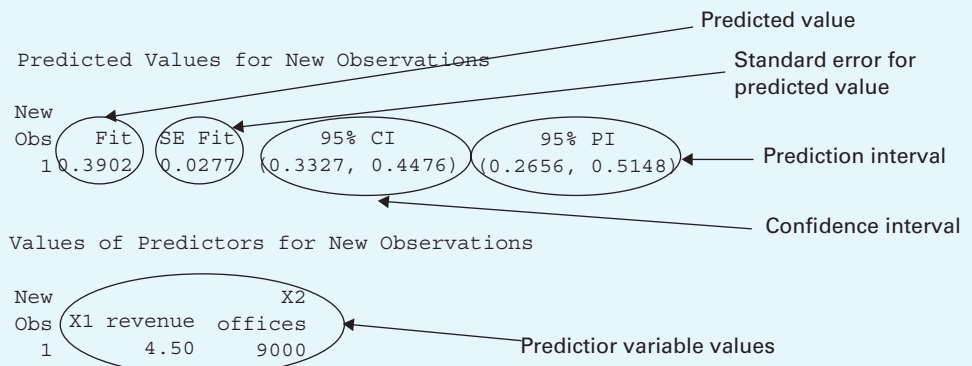 Predicted value
Predicted Values for New Observations
Standard error for
predicted value
New
Obs Fit SE Fit 95% CI 95% PI
1 0.3902 0.0277 (0.3327, 0.4476) (0.2656, 0.5148)
Prediction interval
Confidence interval
Values of Predictors for New Observations
New X2
Obs X1 revenue offices
1 4.50 9000
Predictior variable values